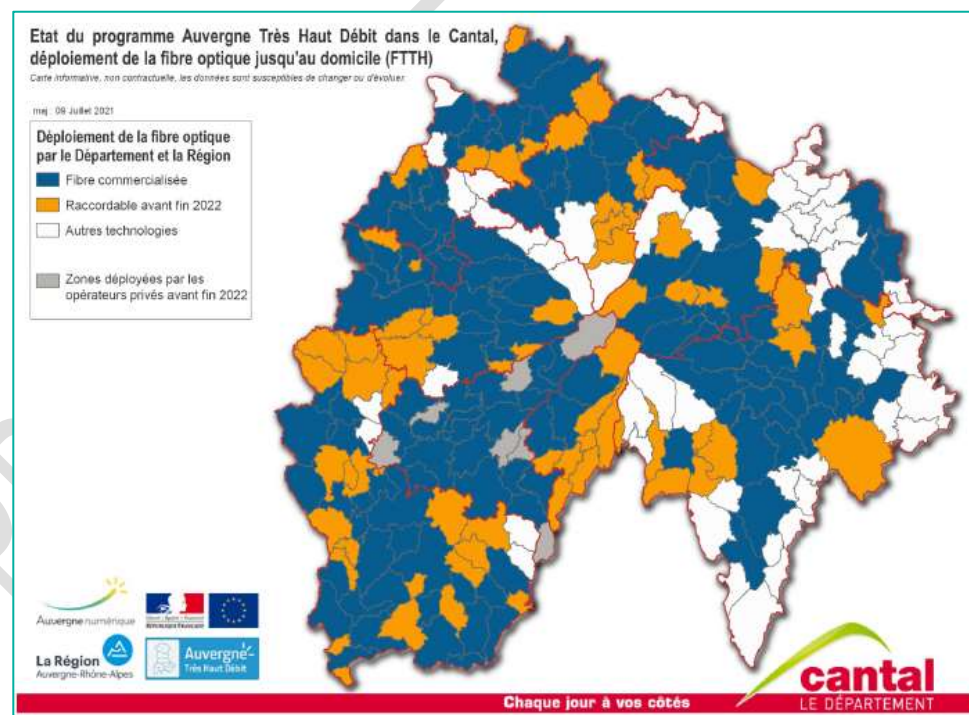 Etat du programme Auvergne Très Haut Débit dans le Cantal,
déploiement de la fibre optique jusqu'au domicile (FTTH)
Carte informative, non contractuelle, les données sont susceptibles de changer ou d'évoluer.
maj : 09 Juillet 2021
Déploiement de la fibre optique
par le Département et la Région
Fibre commercialisée
Raccordable avant fin 2022
Autres technologies
Zones déployées par les
opérateurs privés avant fin 2022
Auvergne numérique
RÉPUBLIQUE FRANÇAISE
La Région
Auvergne-Rhône-Alpes
Auvergne
Très Haut Débit
Chaque jour à vos côtés
cantal
LE DÉPARTEMENT